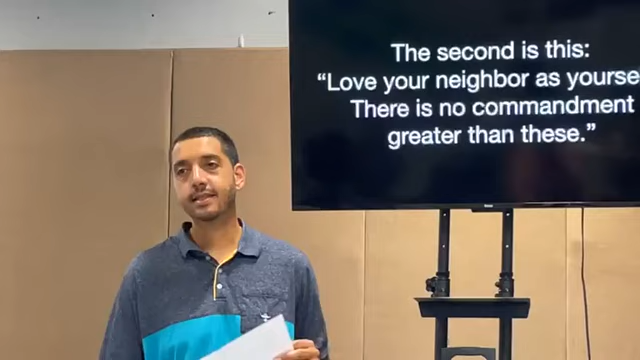 The second is this:
“Love your neighbor as yourse
There is no commandment
greater than these.”